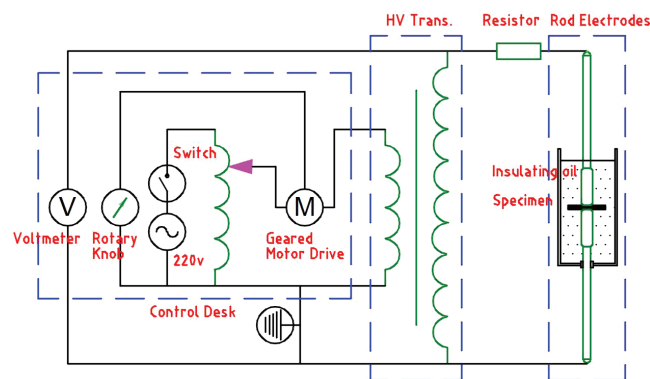 HV Trans.
Resistor
Rod Electrodes
Switch
Insulating oil
Specimen
V
M
Voltmeter
Rotary
Knob
220v
Geared
Motor Drive
Control Desk